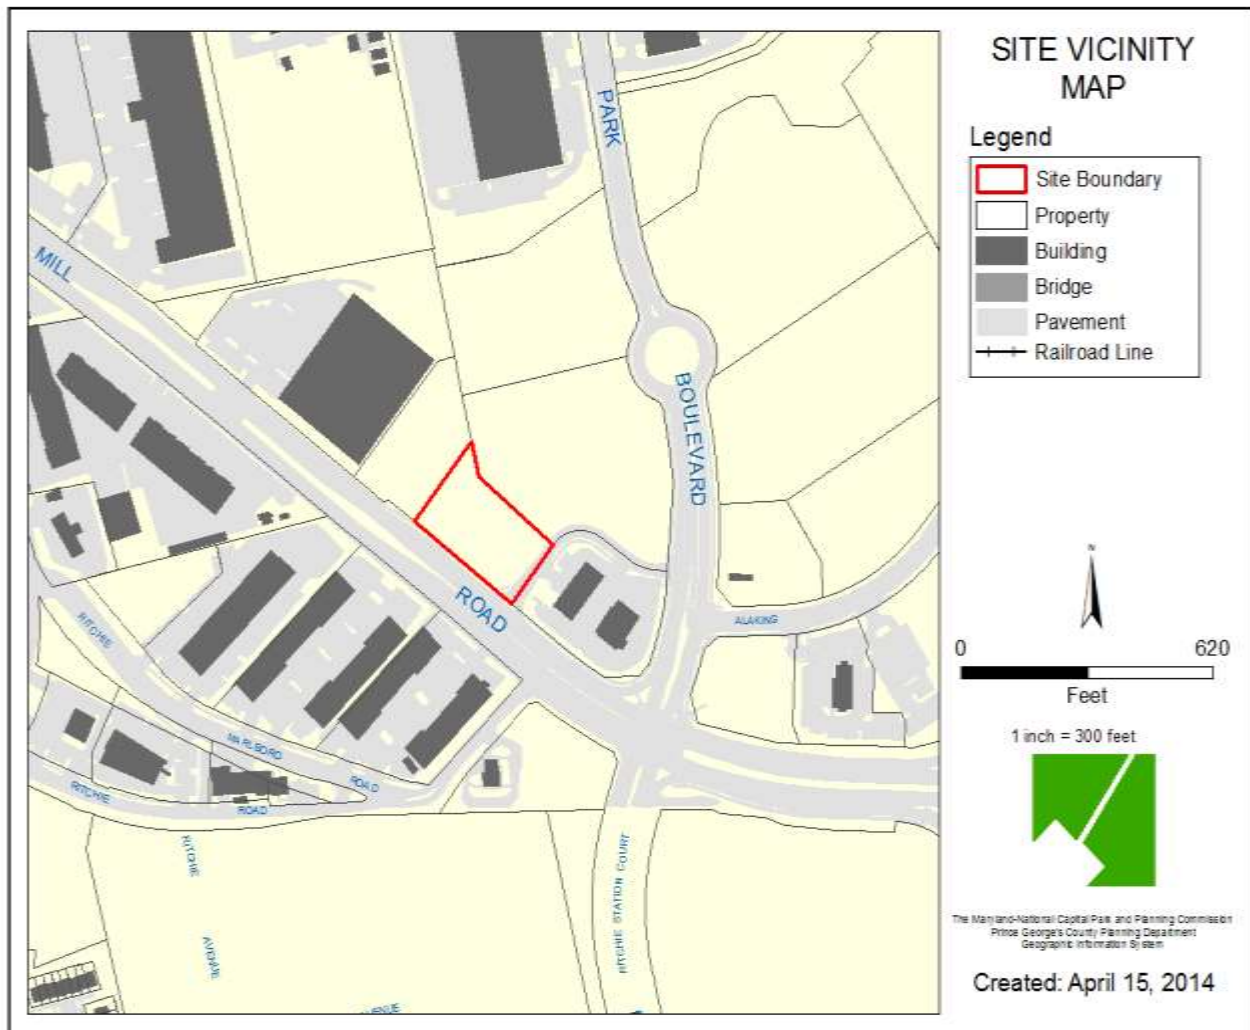 SITE VICINITY
MAP
Legend
Site Boundary
Property
Building
Bridge
Pavement
Railroad Line
PARK
MILL
BOULEVARD
ROAD
RITCHIE
ALAKING
MARLBORO
ROAD
RITCHIE
ROAD
RITCHIE
AVENUE
RITCHIE STATION COURT
N
0 620
Feet
1 inch = 300 feet
The Maryland-National Capital Park and Planning Commission
Prince George's County Planning Department
Geographic Information System
Created: April 15, 2014